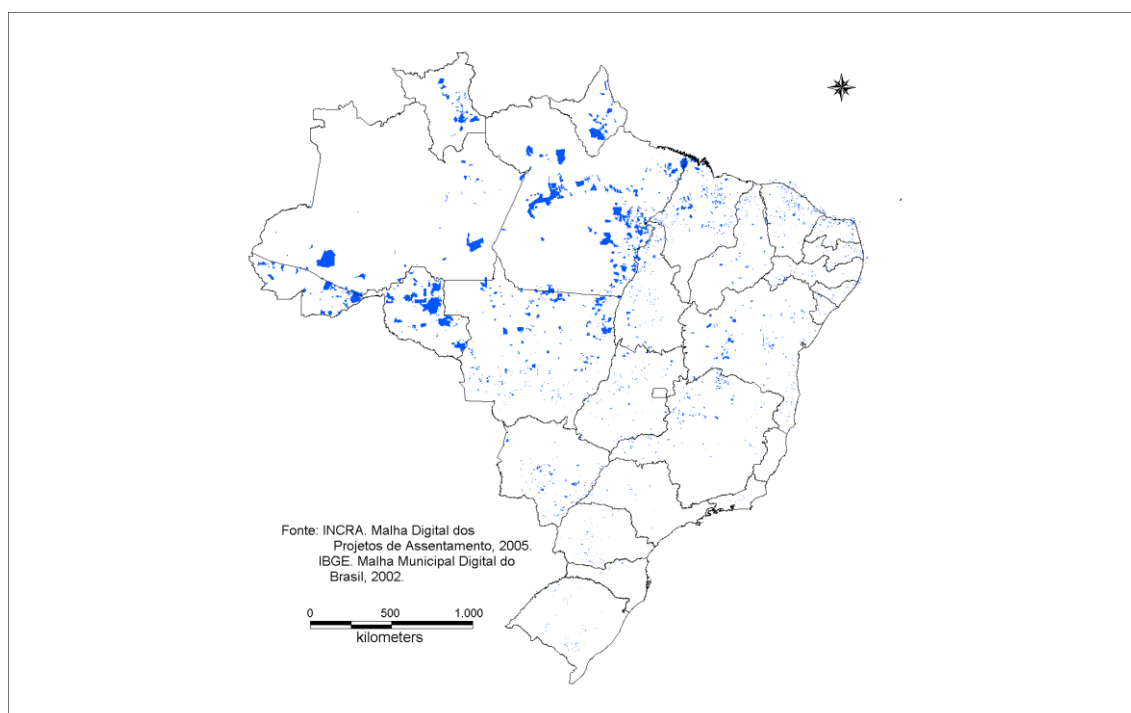 Fonte: INCRA. Malha Digital dos
Projetos de Assentamento, 2005.
IBGE. Malha Municipal Digital do
Brasil, 2002.
0 500 1.000
kilometers